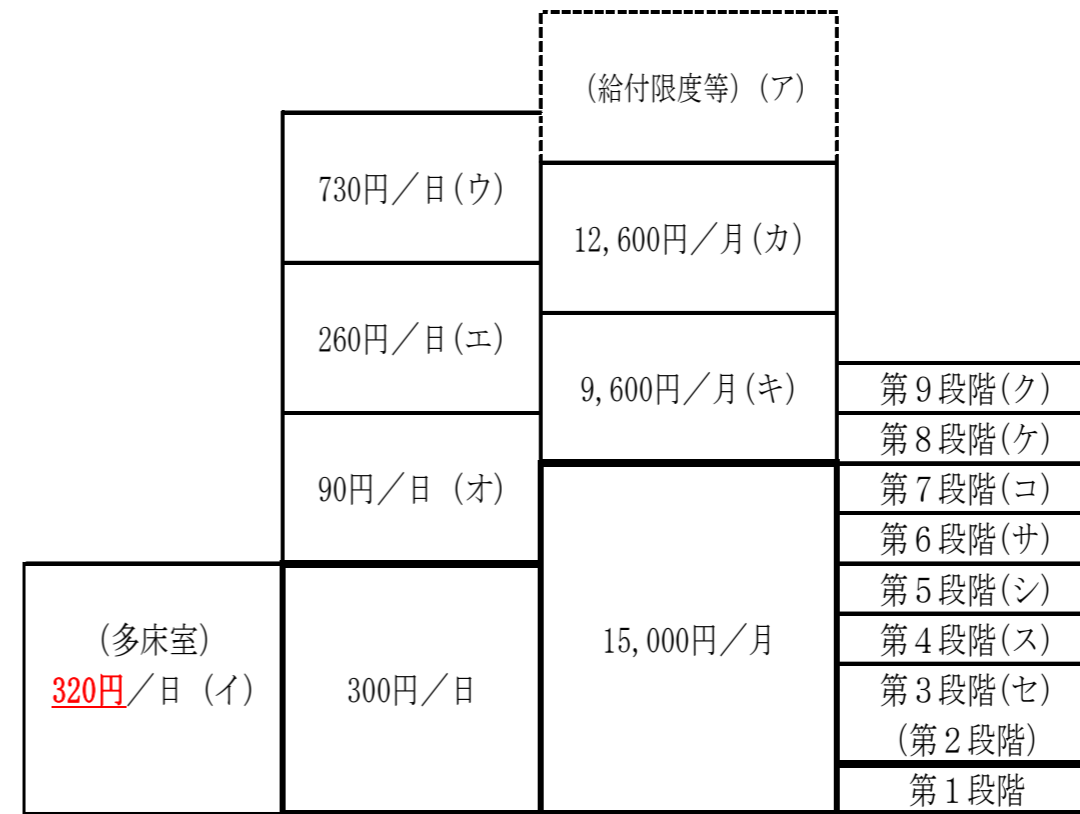 (給付限度等) (ア)
730円／日(ウ)
12,600円／月(カ)
260円／日(エ)
9,600円／月(キ)
第９段階(ク)
第８段階(ケ)
90円／日 (オ)
第７段階(コ)
第６段階(サ)
第５段階(シ)
(多床室)
320円／日 (イ)
300円／日
15,000円／月
第４段階(ス)
第３段階(セ)
(第２段階)
第１段階